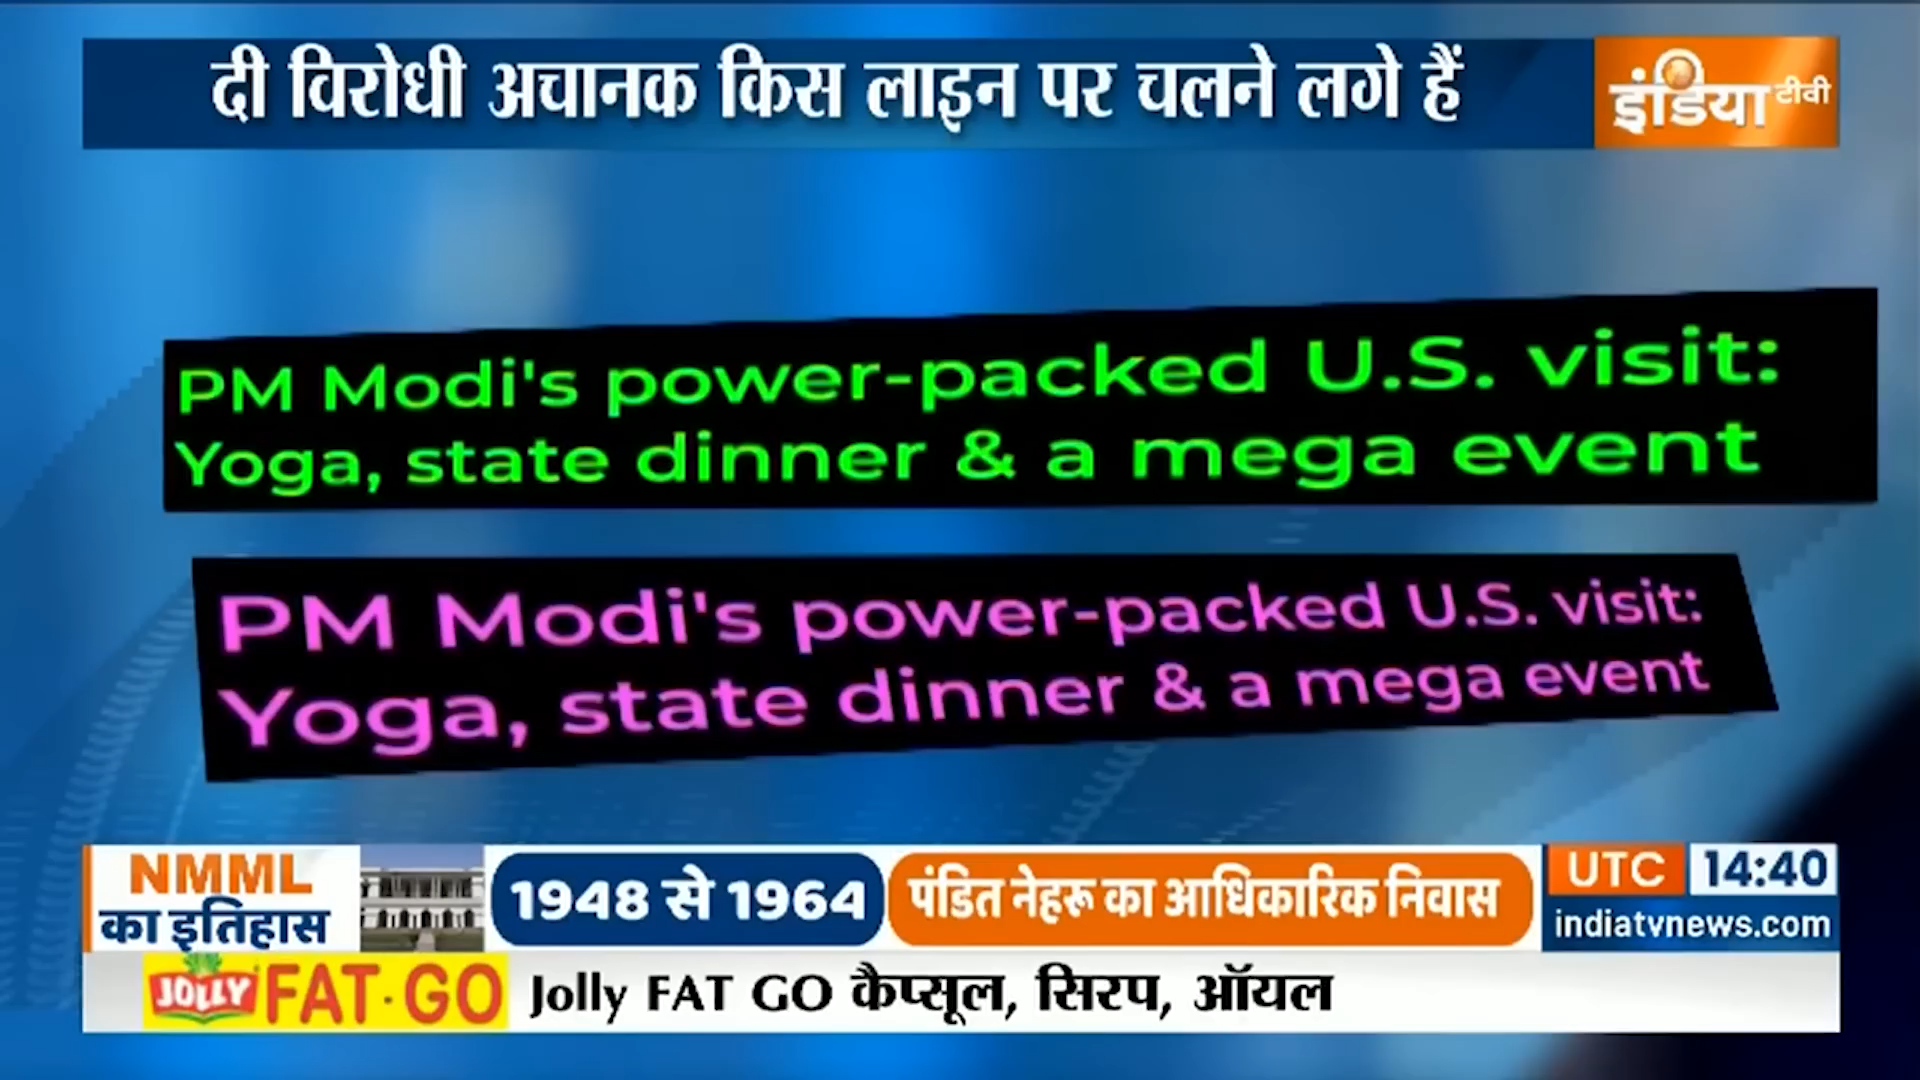 दी विरोधी अचानक किस लाइन पर चलने लगे हैं
इंडिया टीवी
PM Modi's power-packed U.S. visit:
Yoga, state dinner & a mega event
PM Modi's power-packed U.S. visit:
Yoga, state dinner & a mega event
NMML
का इतिहास
1948 से 1964
पंडित नेहरू का आधिकारिक निवास
UTC 14:40
indiatvnews.com
JOLLY FAT·GO
Jolly FAT GO कैप्सूल, सिरप, ऑयल